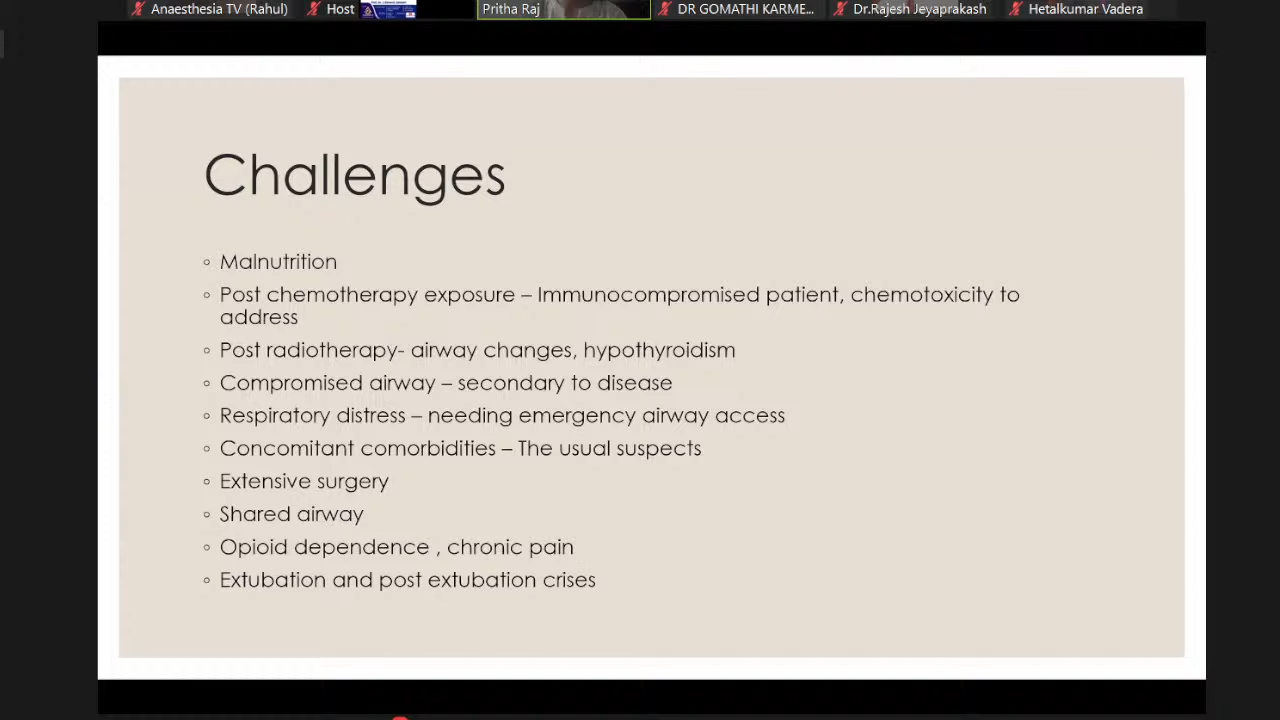 Anaesthesia TV (Rahul) Host Pritha Raj DR GOMATHI KARME... Dr.Rajesh Jeyaprakash Hetalkumar Vadera
Challenges
◦ Malnutrition
◦ Post chemotherapy exposure – Immunocompromised patient, chemotoxicity to
address
◦ Post radiotherapy- airway changes, hypothyroidism
◦ Compromised airway – secondary to disease
◦ Respiratory distress – needing emergency airway access
◦ Concomitant comorbidities – The usual suspects
◦ Extensive surgery
◦ Shared airway
◦ Opioid dependence , chronic pain
◦ Extubation and post extubation crises